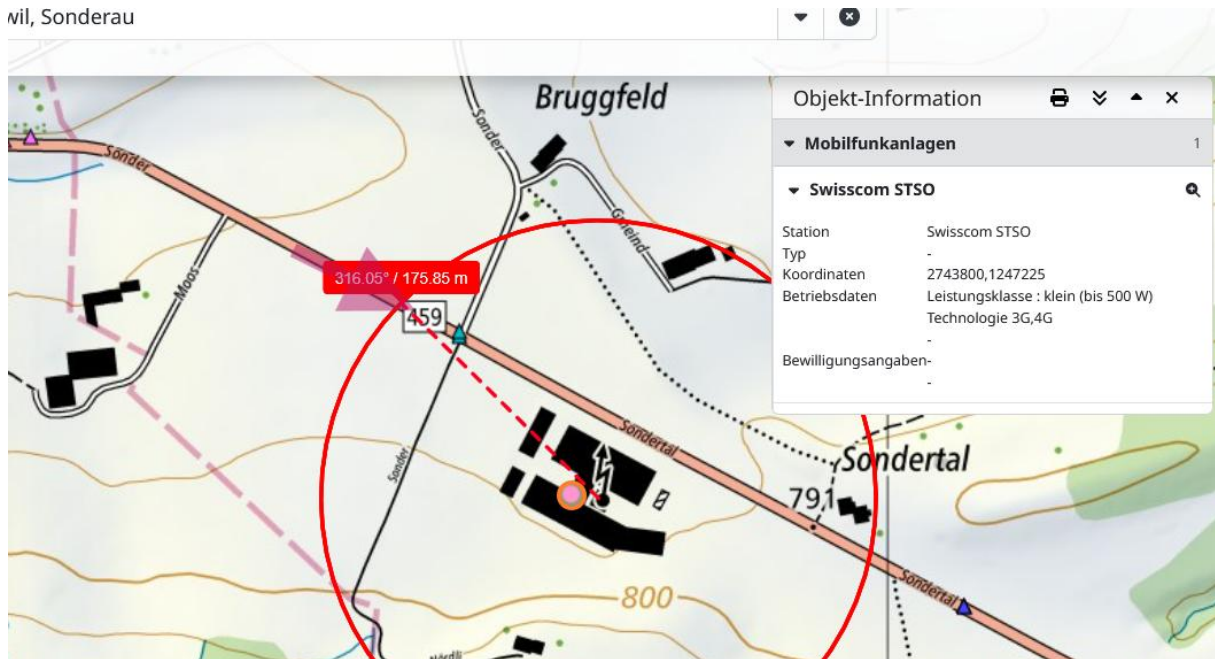 wil, Sonderau
Bruggfeld
Objekt-Information
Mobilfunkanlagen 1
Swisscom STSO
Station Swisscom STSO
Typ -
Koordinaten 2743800,1247225
Betriebsdaten Leistungsklasse : klein (bis 500 W)
Technologie 3G,4G
-
Bewilligungsangaben-
-
Sonder
Sonder
Gmeind
Moos
316.05° / 175.85 m
459
Sonder
Sondertal
Sondertal
791
Sondertal
800
Nördli